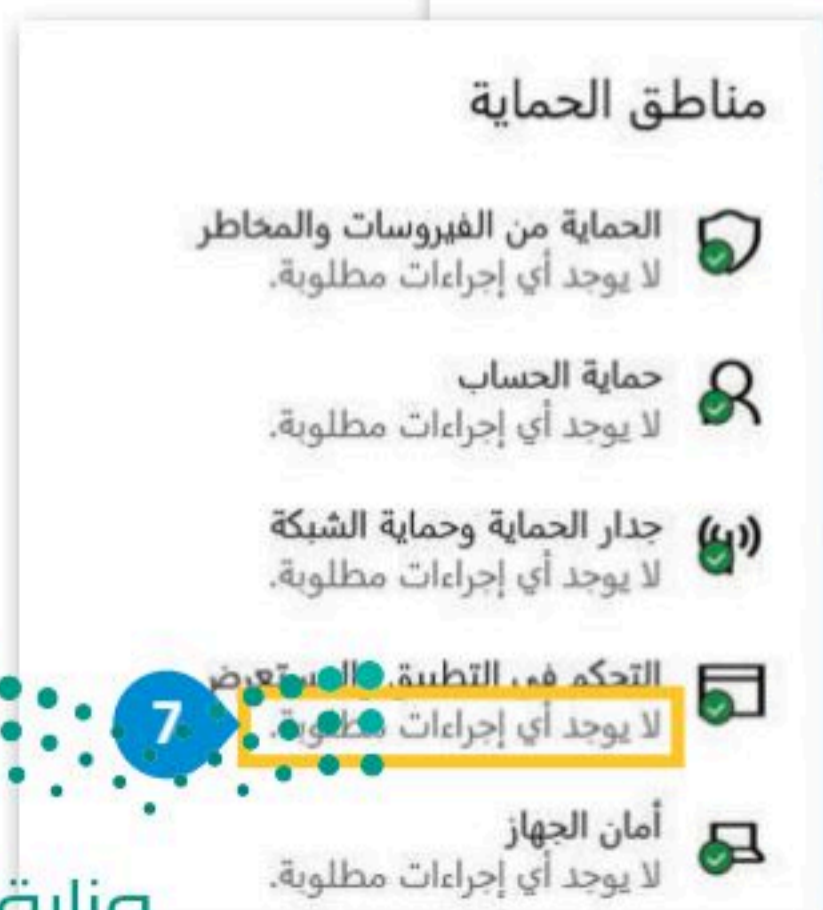 مناطق الحماية
الحماية من الفيروسات والمخاطر
لا يوجد أي إجراءات مطلوبة.
حماية الحساب
لا يوجد أي إجراءات مطلوبة.
جدار الحماية وحماية الشبكة
لا يوجد أي إجراءات مطلوبة.
التحكم في التطبيق والمستعرض
لا يوجد أي إجراءات مطلوبة.
7
أمان الجهاز
لا يوجد أي إجراءات مطلوبة.